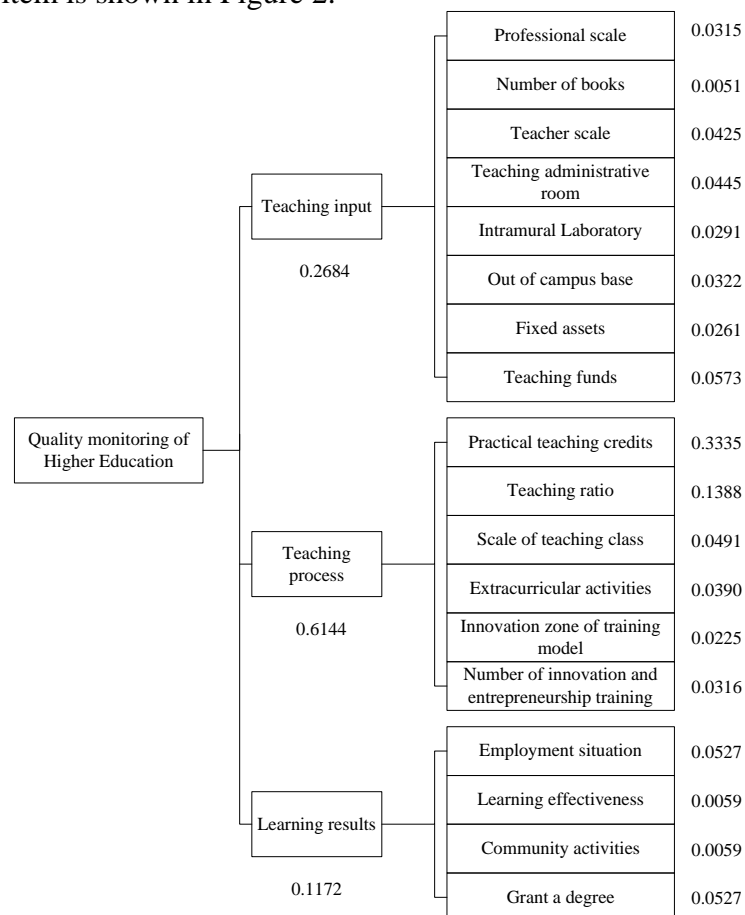 item is shown in Figure 2.
Professional scale 0.0315
Number of books 0.0051
Teacher scale 0.0425
Teaching administrative
room 0.0445
Intramural Laboratory 0.0291
Out of campus base 0.0322
Fixed assets 0.0261
Teaching funds 0.0573
Teaching input
0.2684
Quality monitoring of
Higher Education
Practical teaching credits 0.3335
Teaching ratio 0.1388
Scale of teaching class 0.0491
Extracurricular activities 0.0390
Innovation zone of training
model 0.0225
Number of innovation and
entrepreneurship training 0.0316
Teaching
process
0.6144
Employment situation 0.0527
Learning effectiveness 0.0059
Community activities 0.0059
Grant a degree 0.0527
Learning results
0.1172